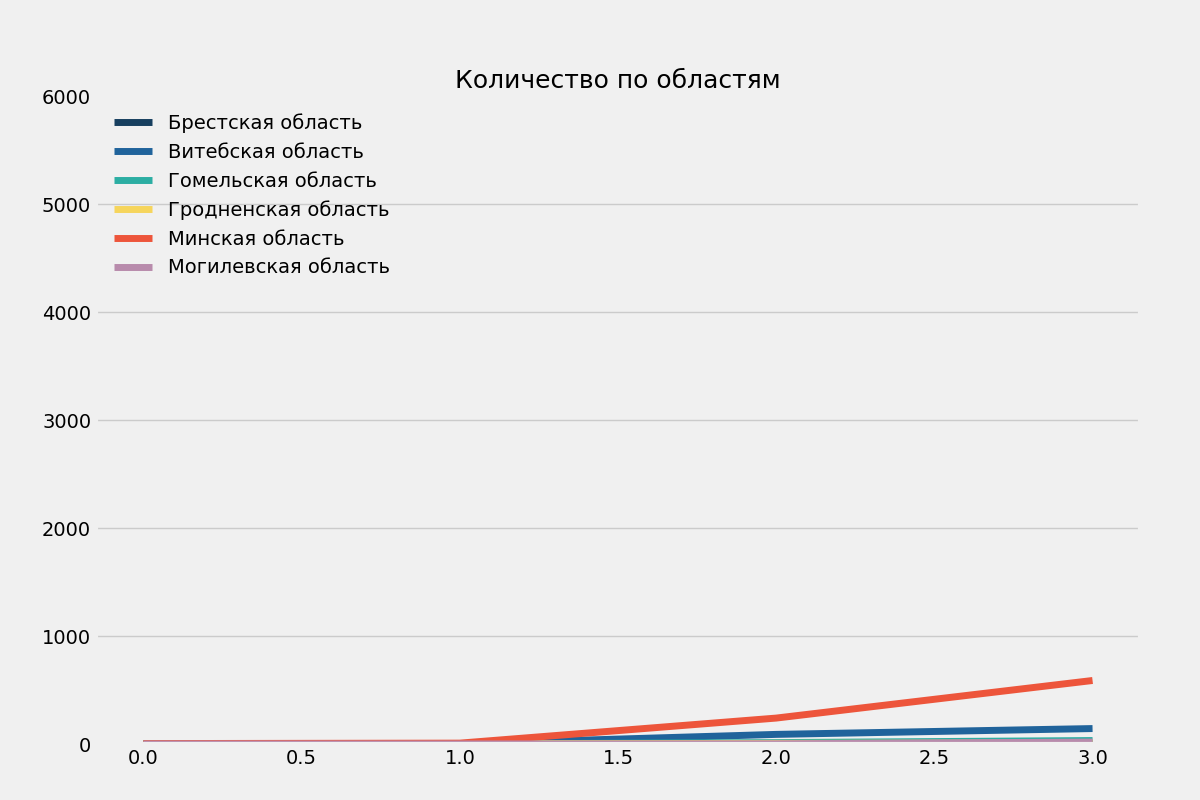 Количество по областям
6000
5000
4000
3000
2000
1000
0
Брестская область
Витебская область
Гомельская область
Гродненская область
Минская область
Могилевская область
0.0 0.5 1.0 1.5 2.0 2.5 3.0